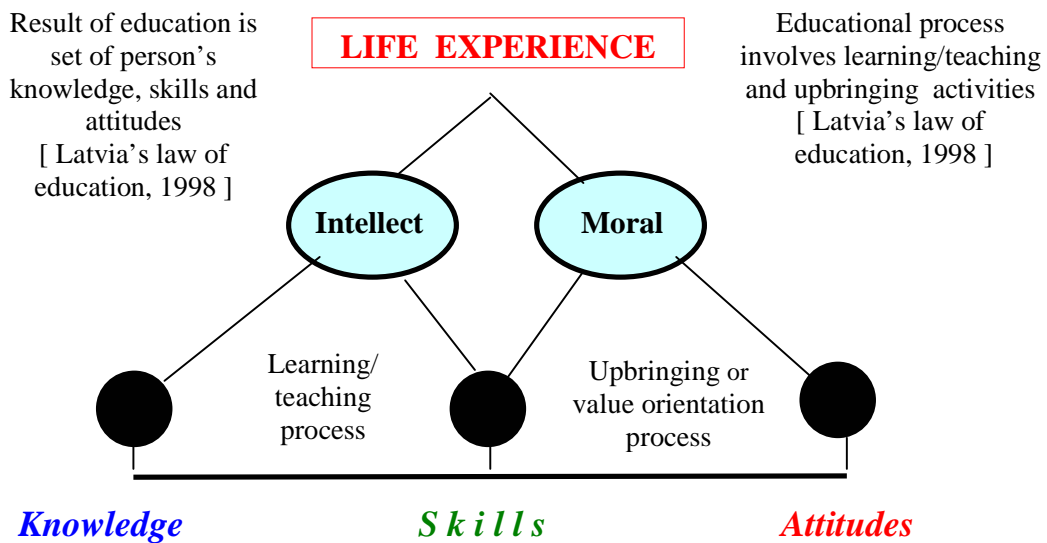 Result of education is
set of person's
knowledge, skills and
attitudes
[ Latvia's law of
education, 1998 ]
LIFE EXPERIENCE
Educational process
involves learning/teaching
and upbringing activities
[ Latvia's law of
education, 1998 ]
Intellect
Moral
Learning/
teaching
process
Upbringing or
value orientation
process
Knowledge
S k i l l s
Attitudes